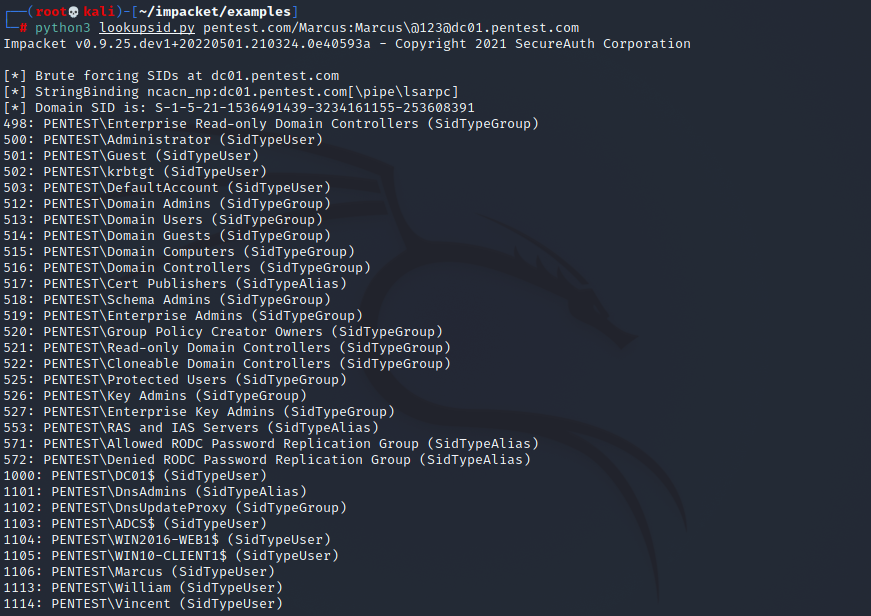 ┌──(root💀kali)-[~/impacket/examples]
└─# python3 lookupsid.py pentest.com/Marcus:Marcus\@123@dc01.pentest.com
Impacket v0.9.25.dev1+20220501.210324.0e40593a - Copyright 2021 SecureAuth Corporation

[*] Brute forcing SIDs at dc01.pentest.com
[*] StringBinding ncacn_np:dc01.pentest.com[\pipe\lsarpc]
[*] Domain SID is: S-1-5-21-1536491439-3234161155-253608391
498: PENTEST\Enterprise Read-only Domain Controllers (SidTypeGroup)
500: PENTEST\Administrator (SidTypeUser)
501: PENTEST\Guest (SidTypeUser)
502: PENTEST\krbtgt (SidTypeUser)
503: PENTEST\DefaultAccount (SidTypeUser)
512: PENTEST\Domain Admins (SidTypeGroup)
513: PENTEST\Domain Users (SidTypeGroup)
514: PENTEST\Domain Guests (SidTypeGroup)
515: PENTEST\Domain Computers (SidTypeGroup)
516: PENTEST\Domain Controllers (SidTypeGroup)
517: PENTEST\Cert Publishers (SidTypeAlias)
518: PENTEST\Schema Admins (SidTypeGroup)
519: PENTEST\Enterprise Admins (SidTypeGroup)
520: PENTEST\Group Policy Creator Owners (SidTypeGroup)
521: PENTEST\Read-only Domain Controllers (SidTypeGroup)
522: PENTEST\Cloneable Domain Controllers (SidTypeGroup)
525: PENTEST\Protected Users (SidTypeGroup)
526: PENTEST\Key Admins (SidTypeGroup)
527: PENTEST\Enterprise Key Admins (SidTypeGroup)
553: PENTEST\RAS and IAS Servers (SidTypeAlias)
571: PENTEST\Allowed RODC Password Replication Group (SidTypeAlias)
572: PENTEST\Denied RODC Password Replication Group (SidTypeAlias)
1000: PENTEST\DC01$ (SidTypeUser)
1101: PENTEST\DnsAdmins (SidTypeAlias)
1102: PENTEST\DnsUpdateProxy (SidTypeGroup)
1103: PENTEST\ADCS$ (SidTypeUser)
1104: PENTEST\WIN2016-WEB1$ (SidTypeUser)
1105: PENTEST\WIN10-CLIENT1$ (SidTypeUser)
1106: PENTEST\Marcus (SidTypeUser)
1113: PENTEST\William (SidTypeUser)
1114: PENTEST\Vincent (SidTypeUser)